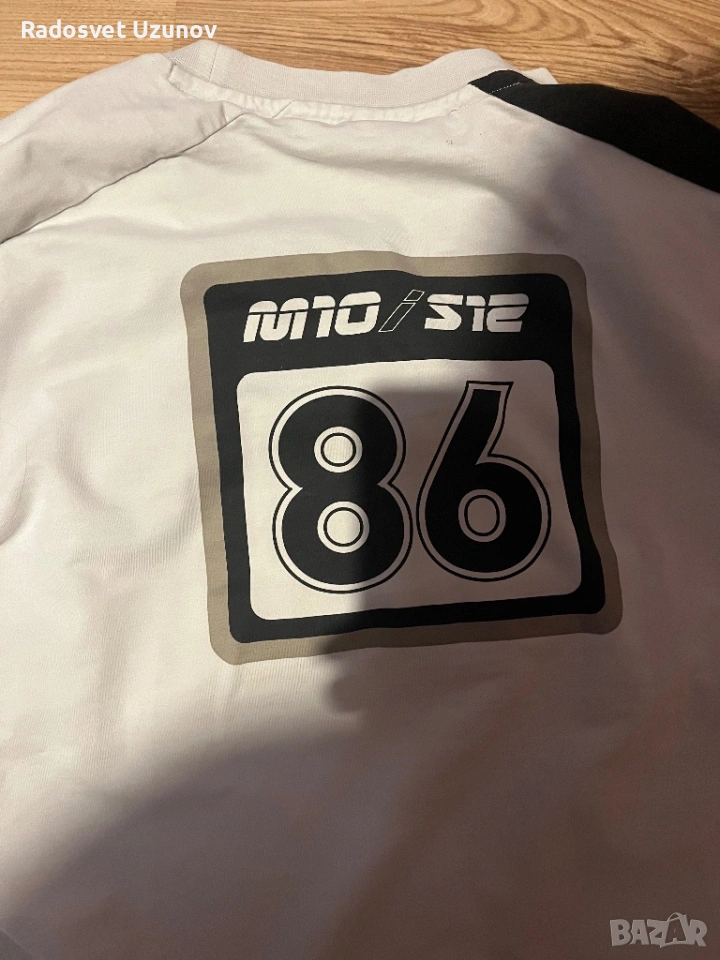 Radosvet Uzunov
M10/i S12
86
BAZAR